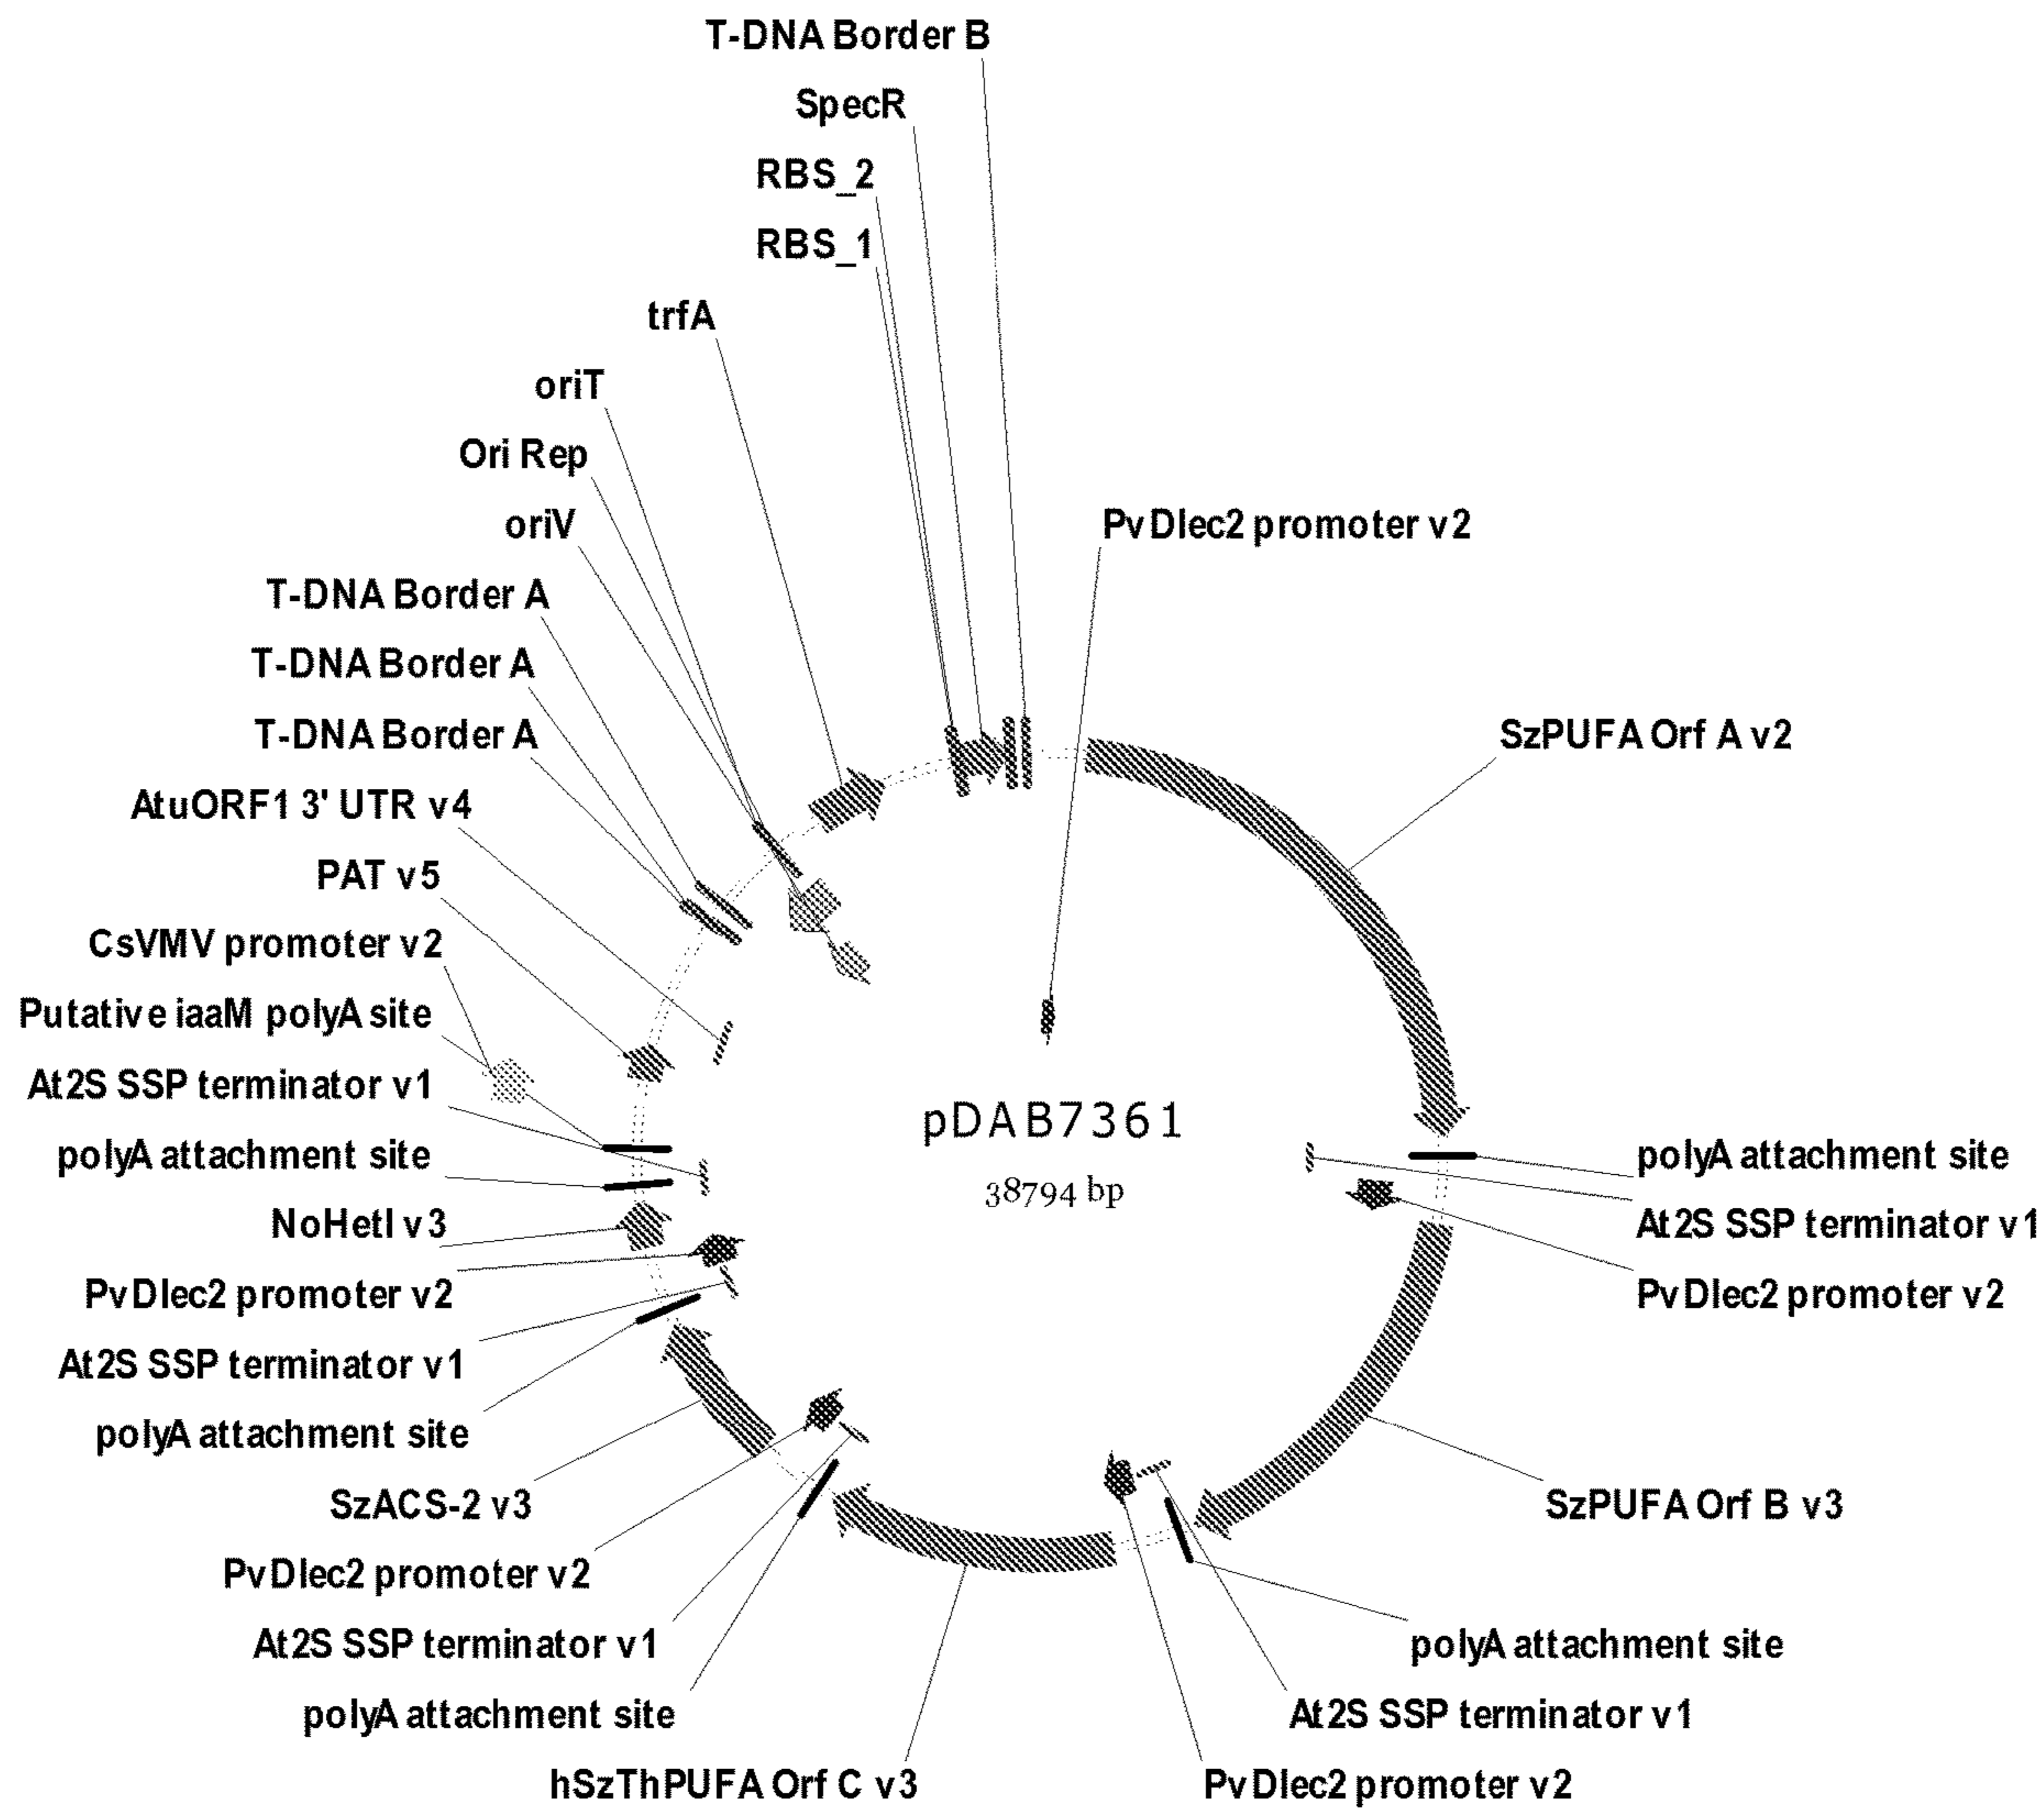 T-DNA Border B
SpecR
RBS_2
RBS_1
trfA
oriT
Ori Rep
oriV
PvDlec2 promoter v2
T-DNA Border A
T-DNA Border A
T-DNA Border A
SzPUFA Orf A v2
AtuORF1 3' UTR v4
PAT v5
CsVMV promoter v2
Putative iaaM polyA site
At2S SSP terminator v1
polyA attachment site
NoHetI v3
PvDlec2 promoter v2
At2S SSP terminator v1
polyA attachment site
SzACS-2 v3
PvDlec2 promoter v2
At2S SSP terminator v1
polyA attachment site
hSzThPUFA Orf C v3
pDAB7361
38794 bp
polyA attachment site
At2S SSP terminator v1
PvDlec2 promoter v2
SzPUFA Orf B v3
polyA attachment site
At2S SSP terminator v1
PvDlec2 promoter v2